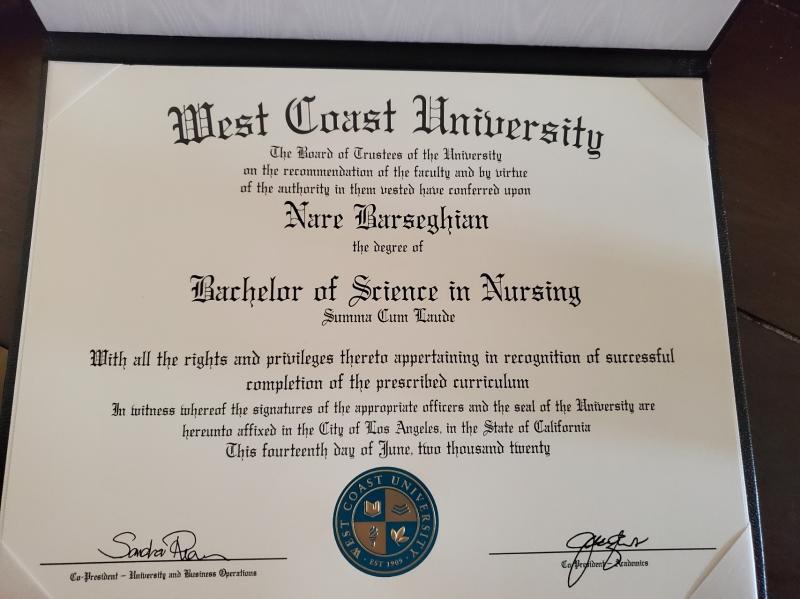 West Coast University
The Board of Trustees of the University
on the recommendation of the faculty and by virtue
of the authority in them vested have conferred upon
Nare Barseghian
the degree of
Bachelor of Science in Nursing
Summa Cum Laude
With all the rights and privileges thereto appertaining in recognition of successful
completion of the prescribed curriculum
In witness whereof the signatures of the appropriate officers and the seal of the University are
hereunto affixed in the City of Los Angeles, in the State of California
This fourteenth day of June, two thousand twenty
WEST COAST UNIVERSITY
EST 1909
Sandra
Co-President – University and Business Operations
Co-President – Academics